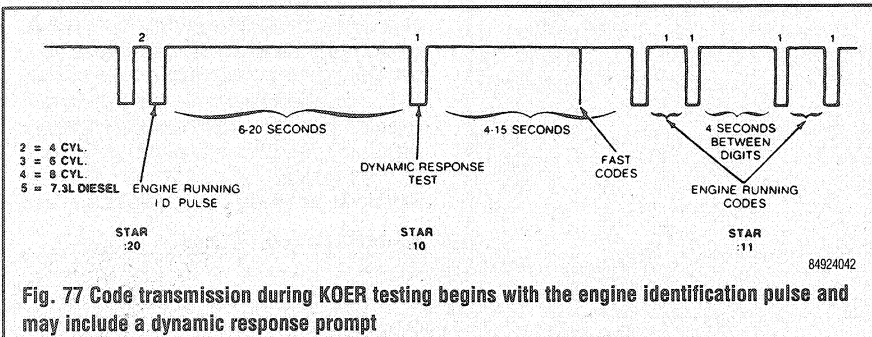 2 1 1 1 1 1
6-20 SECONDS 4-15 SECONDS 4 SECONDS
BETWEEN
DIGITS
2 = 4 CYL.
3 = 6 CYL.
4 = 8 CYL.
5 = 7.3L DIESEL
ENGINE RUNNING
I D PULSE
DYNAMIC RESPONSE
TEST
FAST
CODES
ENGINE RUNNING
CODES
STAR
:20
STAR
:10
STAR
:11
84924042
Fig. 77 Code transmission during KOER testing begins with the engine identification pulse and
may include a dynamic response prompt